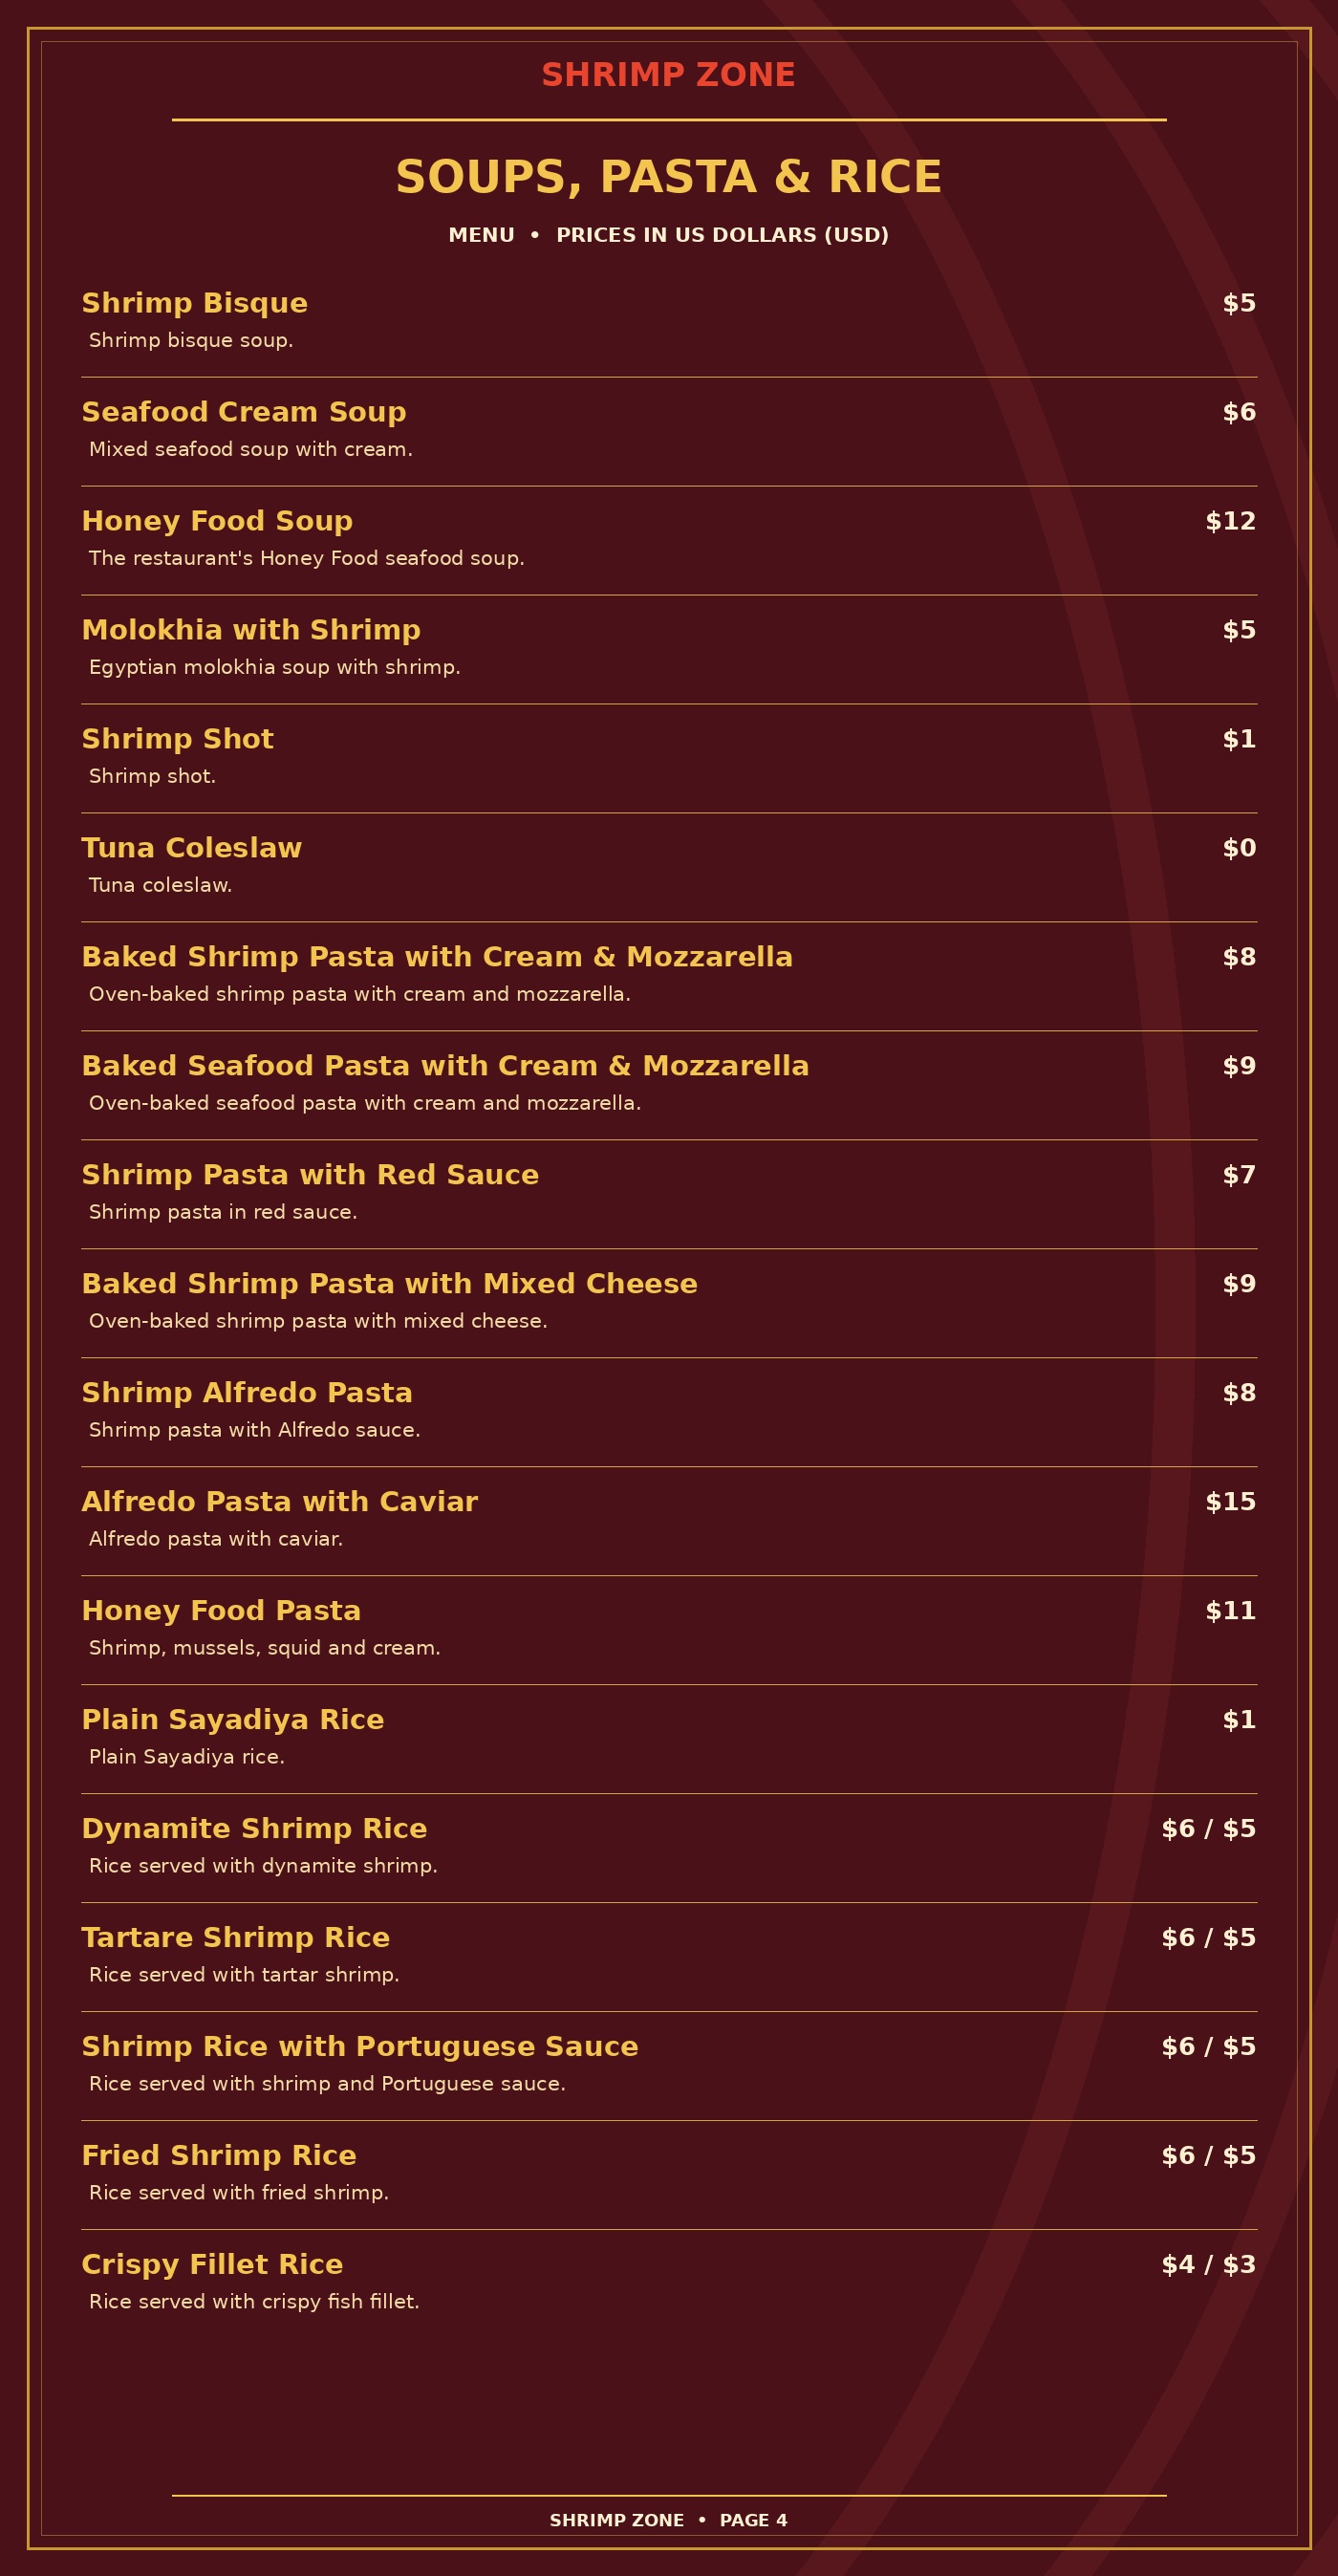 SHRIMP ZONE
SOUPS, PASTA & RICE
MENU • PRICES IN US DOLLARS (USD)
Shrimp Bisque $5
Shrimp bisque soup.
Seafood Cream Soup $6
Mixed seafood soup with cream.
Honey Food Soup $12
The restaurant's Honey Food seafood soup.
Molokhia with Shrimp $5
Egyptian molokhia soup with shrimp.
Shrimp Shot $1
Shrimp shot.
Tuna Coleslaw $0
Tuna coleslaw.
Baked Shrimp Pasta with Cream & Mozzarella $8
Oven-baked shrimp pasta with cream and mozzarella.
Baked Seafood Pasta with Cream & Mozzarella $9
Oven-baked seafood pasta with cream and mozzarella.
Shrimp Pasta with Red Sauce $7
Shrimp pasta in red sauce.
Baked Shrimp Pasta with Mixed Cheese $9
Oven-baked shrimp pasta with mixed cheese.
Shrimp Alfredo Pasta $8
Shrimp pasta with Alfredo sauce.
Alfredo Pasta with Caviar $15
Alfredo pasta with caviar.
Honey Food Pasta $11
Shrimp, mussels, squid and cream.
Plain Sayadiya Rice $1
Plain Sayadiya rice.
Dynamite Shrimp Rice $6 / $5
Rice served with dynamite shrimp.
Tartare Shrimp Rice $6 / $5
Rice served with tartar shrimp.
Shrimp Rice with Portuguese Sauce $6 / $5
Rice served with shrimp and Portuguese sauce.
Fried Shrimp Rice $6 / $5
Rice served with fried shrimp.
Crispy Fillet Rice $4 / $3
Rice served with crispy fish fillet.
SHRIMP ZONE • PAGE 4